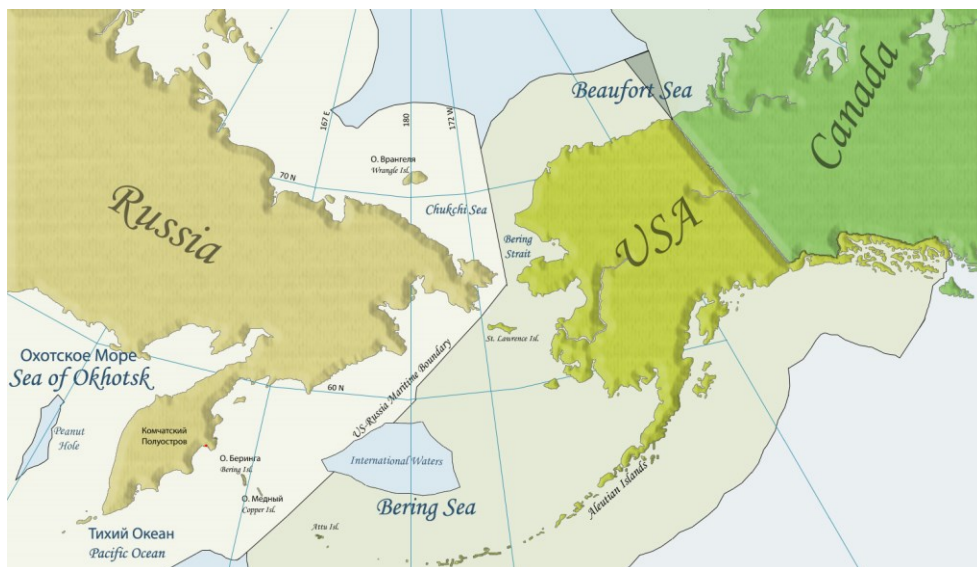 Beaufort Sea
Canada
167 E
180
172 W
О. Врангеля
Wrangle Isl.
70 N
Russia
Chukchi Sea
USA
Bering
Strait
St. Lawrence Isl.
Охотское Море
Sea of Okhotsk
60 N
US-Russia Maritime Boundary
Peanut
Hole
Комчатский
Полуостров
О. Беринга
Bering Isl.
International Waters
О. Медный
Copper Isl.
Bering Sea
Aleutian Islands
Attu Isl.
Тихий Океан
Pacific Ocean